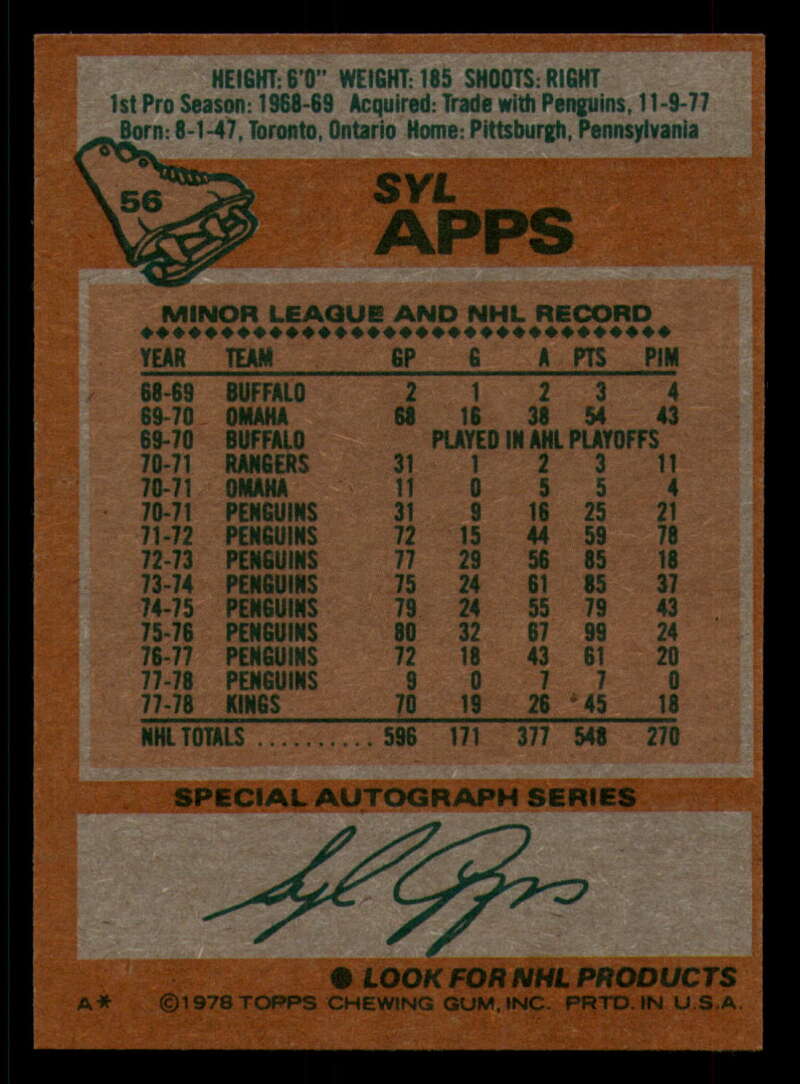 HEIGHT: 6'0" WEIGHT: 185 SHOOTS: RIGHT
1st Pro Season: 1968-69 Acquired: Trade with Penguins, 11-9-77
Born: 8-1-47, Toronto, Ontario Home: Pittsburgh, Pennsylvania
56
SYL
APPS
MINOR LEAGUE AND NHL RECORD
YEAR TEAM GP G A PTS PIM
68-69 BUFFALO 2 1 2 3 4
69-70 OMAHA 68 16 38 54 43
69-70 BUFFALO PLAYED IN AHL PLAYOFFS
70-71 RANGERS 31 1 2 3 11
70-71 OMAHA 11 0 5 5 4
70-71 PENGUINS 31 9 16 25 21
71-72 PENGUINS 72 15 44 59 78
72-73 PENGUINS 77 29 56 85 18
73-74 PENGUINS 75 24 61 85 37
74-75 PENGUINS 79 24 55 79 43
75-76 PENGUINS 80 32 67 99 24
76-77 PENGUINS 72 18 43 61 20
77-78 PENGUINS 9 0 7 7 0
77-78 KINGS 70 19 26 45 18
NHL TOTALS .......... 596 171 377 548 270
SPECIAL AUTOGRAPH SERIES
Syl Apps
● LOOK FOR NHL PRODUCTS
A* ©1978 TOPPS CHEWING GUM, INC. PRTD. IN U.S.A.